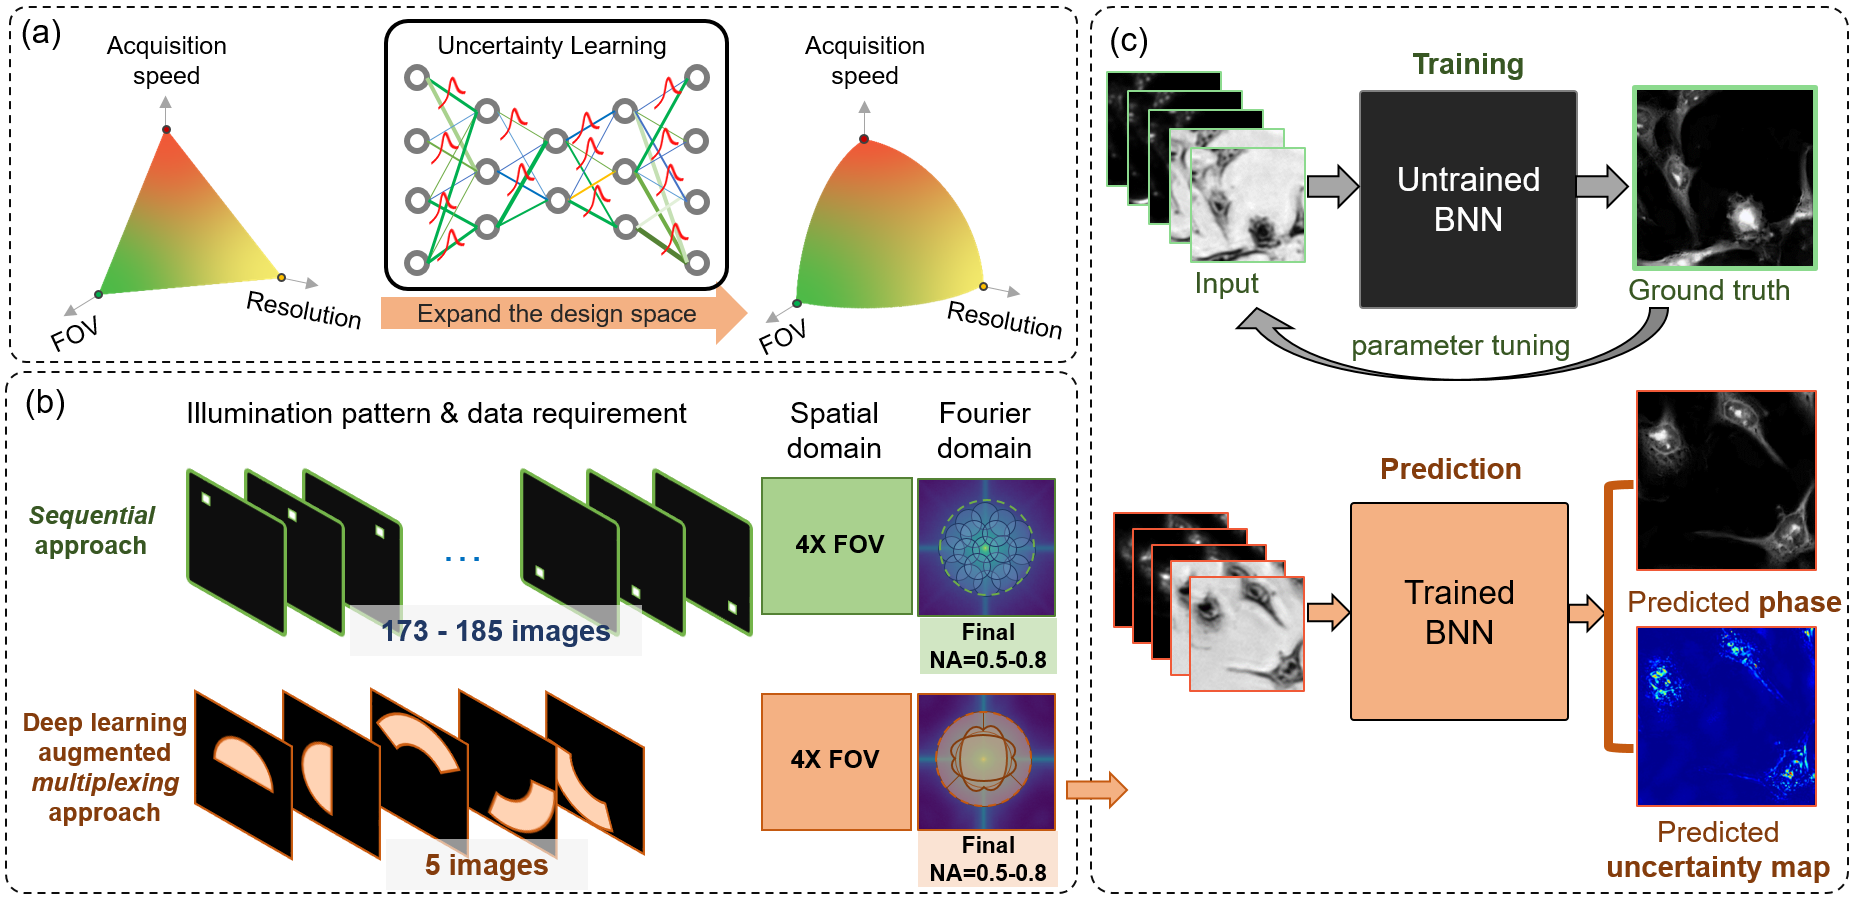 (a)
Acquisition
speed
FOV
Resolution
Uncertainty Learning
Expand the design space
Acquisition
speed
FOV
Resolution
(b)
Illumination pattern & data requirement
Spatial
domain
Fourier
domain
Sequential
approach
...
173 - 185 images
4X FOV
Final
NA=0.5-0.8
Deep learning
augmented
multiplexing
approach
5 images
4X FOV
Final
NA=0.5-0.8
(c)
Training
Input
Untrained
BNN
Ground truth
parameter tuning
Prediction
Trained
BNN
Predicted phase
Predicted
uncertainty map